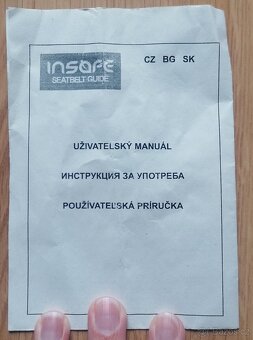 INSAFE
SEATBELT GUIDE
CZ BG SK
UŽIVATELSKÝ MANUÁL
ИНСТРУКЦИЯ ЗА УПОТРЕБА
POUŽÍVATEĽSKÁ PRÍRUČKA